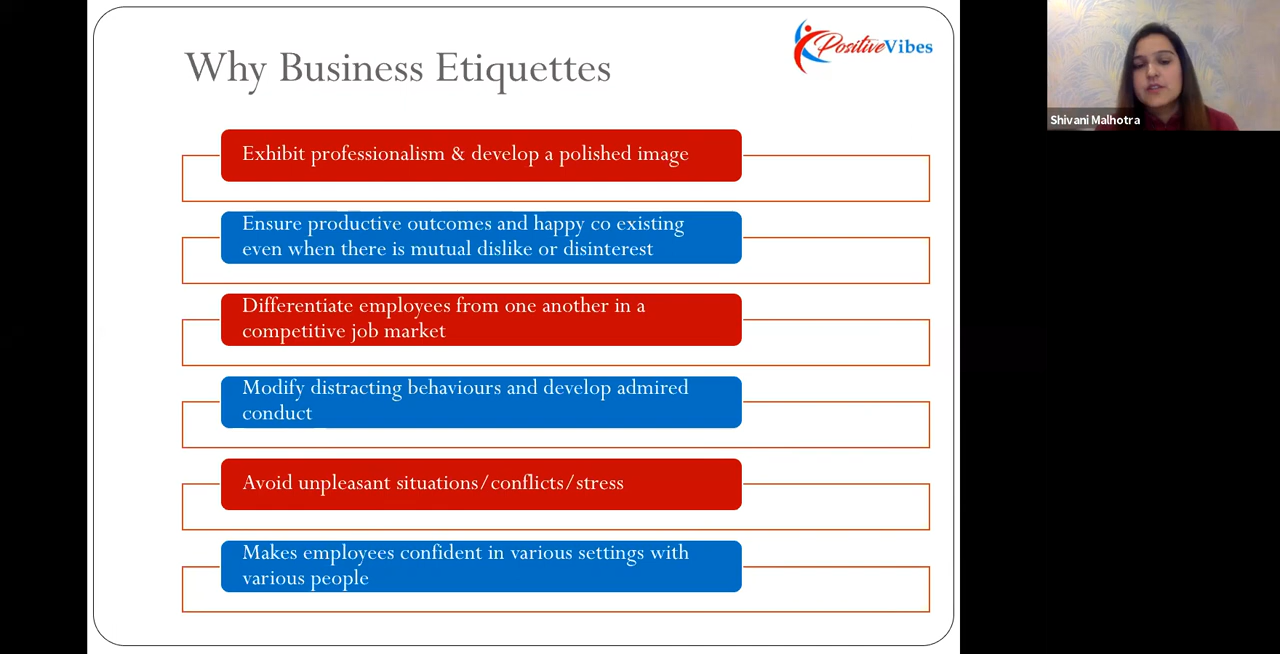 Why Business Etiquettes
PositiveVibes
Shivani Malhotra
Exhibit professionalism & develop a polished image
Ensure productive outcomes and happy co existing
even when there is mutual dislike or disinterest
Differentiate employees from one another in a
competitive job market
Modify distracting behaviours and develop admired
conduct
Avoid unpleasant situations/conflicts/stress
Makes employees confident in various settings with
various people